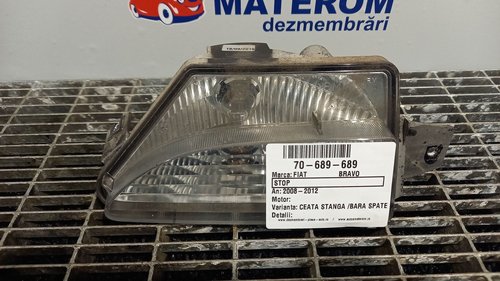 MATEROM
dezmembrări
70-689-689
Marca: FIAT BRAVO
STOP
An: 2008-2012
Motor:
Varianta: CEATA STANGA /BARA SPATE
Detalii: